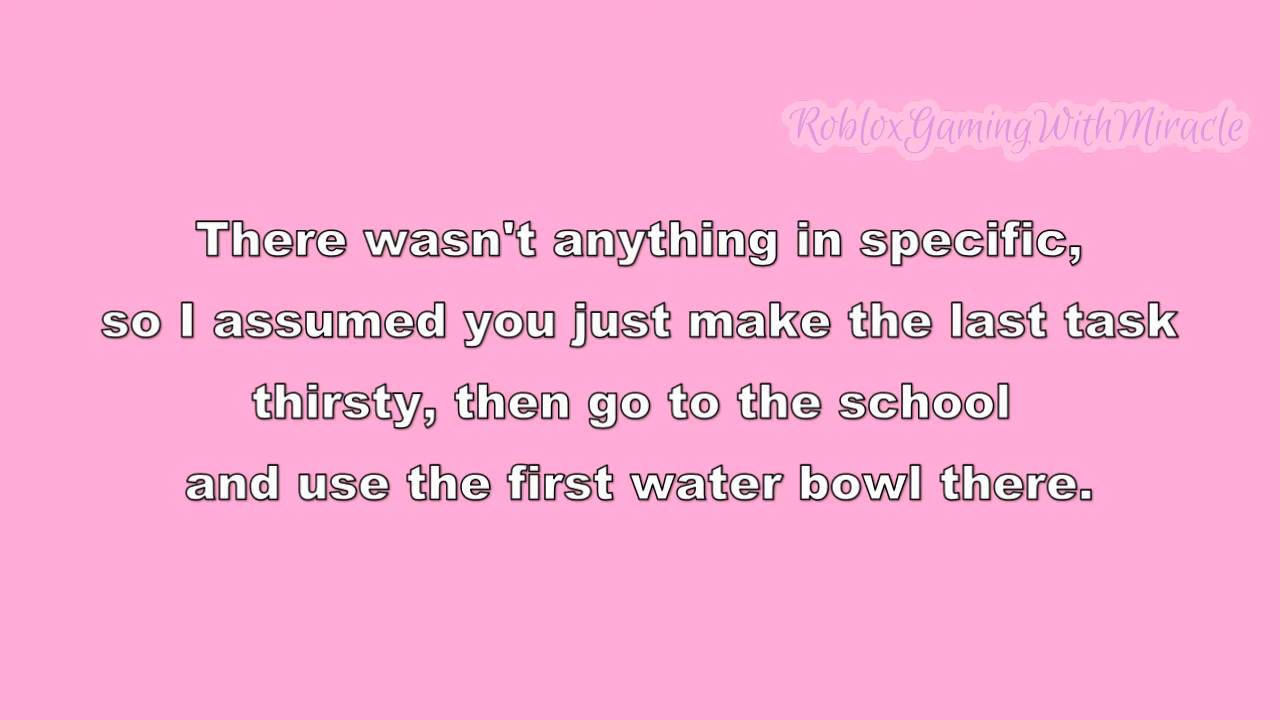 RobloxGamingWithMiracle
There wasn't anything in specific,
so I assumed you just make the last task
thirsty, then go to the school
and use the first water bowl there.